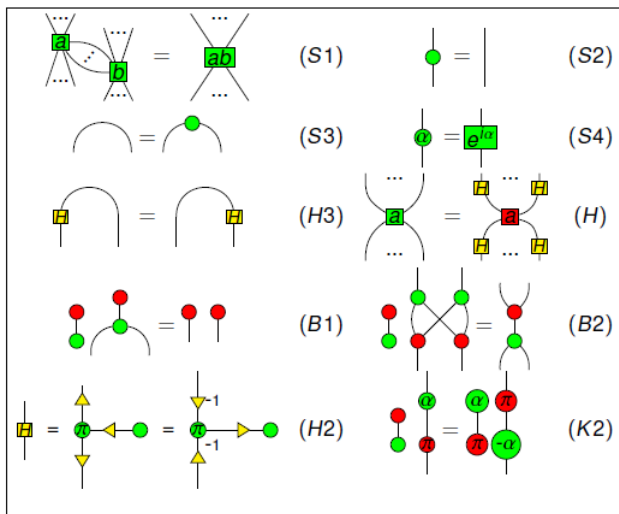 ... ...
a ... b = ab (S1)
... ... ...
= (S2)
= (S3)
α = e^{iα} (S4)
H = H (H3)
... H ... H
a = a (H)
... H ... H
= (B1)
= (B2)
H = π = -1 π -1 (H2)
α π = α π π -α (K2)